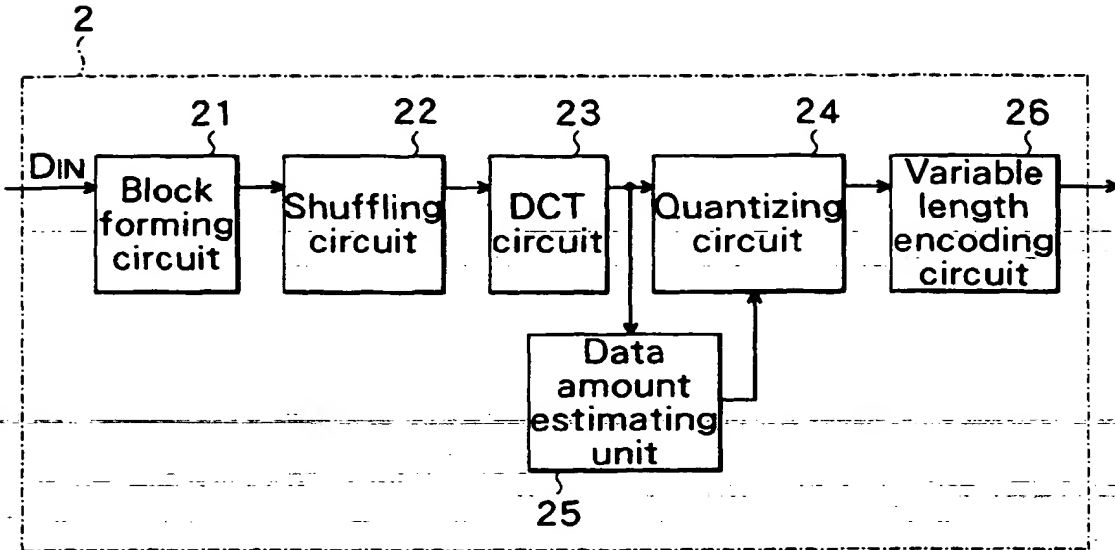 2
21
22
23
24
26
DIN
Block
forming
circuit
Shuffling
circuit
DCT
circuit
Quantizing
circuit
Variable
length
encoding
circuit
Data
amount
estimating
unit
25